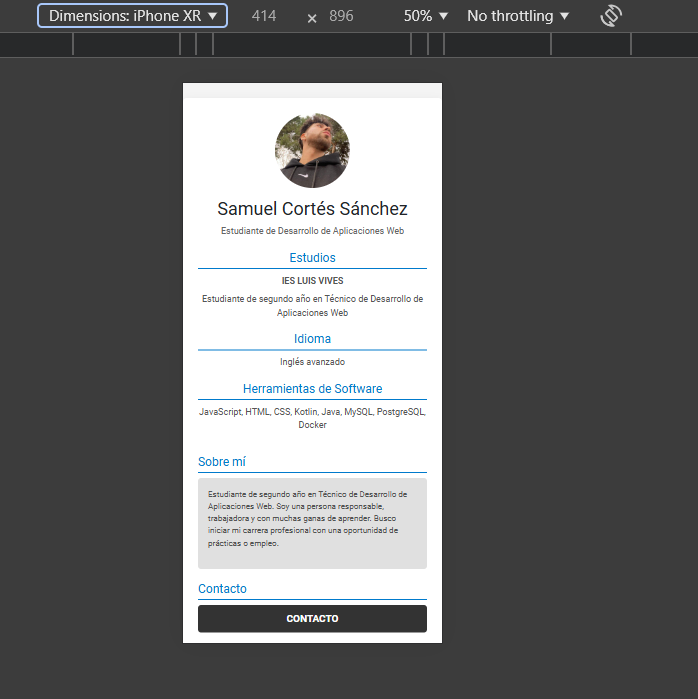 Dimensions: iPhone XR ▼ 414 × 896 50% ▼ No throttling ▼
Samuel Cortés Sánchez
Estudiante de Desarrollo de Aplicaciones Web
Estudios
IES LUIS VIVES
Estudiante de segundo año en Técnico de Desarrollo de
Aplicaciones Web
Idioma
Inglés avanzado
Herramientas de Software
JavaScript, HTML, CSS, Kotlin, Java, MySQL, PostgreSQL,
Docker
Sobre mí
Estudiante de segundo año en Técnico de Desarrollo de
Aplicaciones Web. Soy una persona responsable,
trabajadora y con muchas ganas de aprender. Busco
iniciar mi carrera profesional con una oportunidad de
prácticas o empleo.
Contacto
CONTACTO